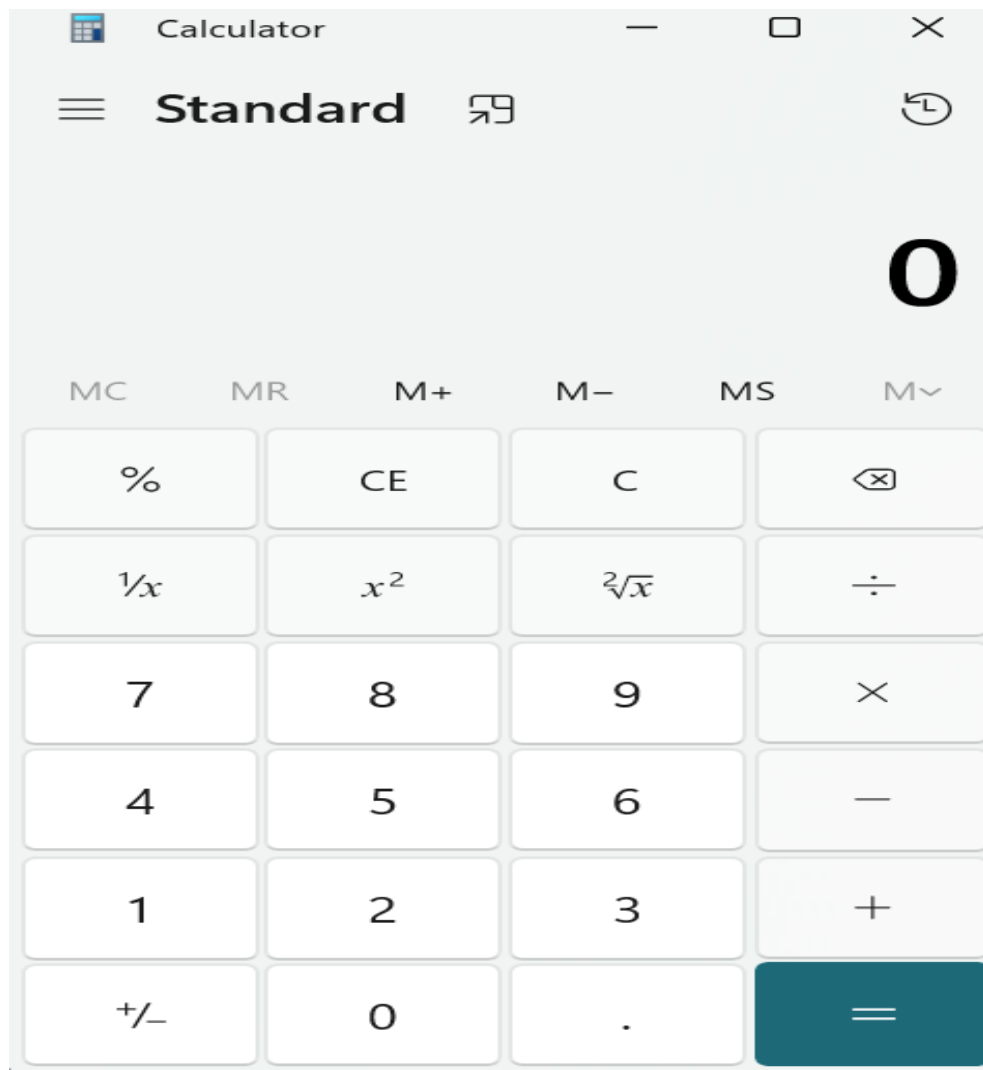 Calculator
Standard
0
MC MR M+ M− MS M
% CE C
¹/x x² ²√x ÷
7 8 9 ×
4 5 6 −
1 2 3 +
+/− 0 . =